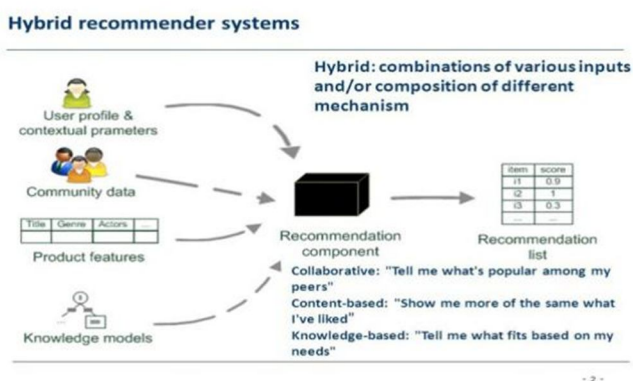 Hybrid recommender systems
Hybrid: combinations of various inputs
and/or composition of different
mechanism
User profile &
contextual prameters
Community data
Title Genre Actors ...
Product features
Knowledge models
Recommendation
component
item score
i1 0.9
i2 1
i3 0.3
... ...
Recommendation
list
Collaborative: "Tell me what's popular among my
peers"
Content-based: "Show me more of the same what
I've liked"
Knowledge-based: "Tell me what fits based on my
needs"
- 2 -